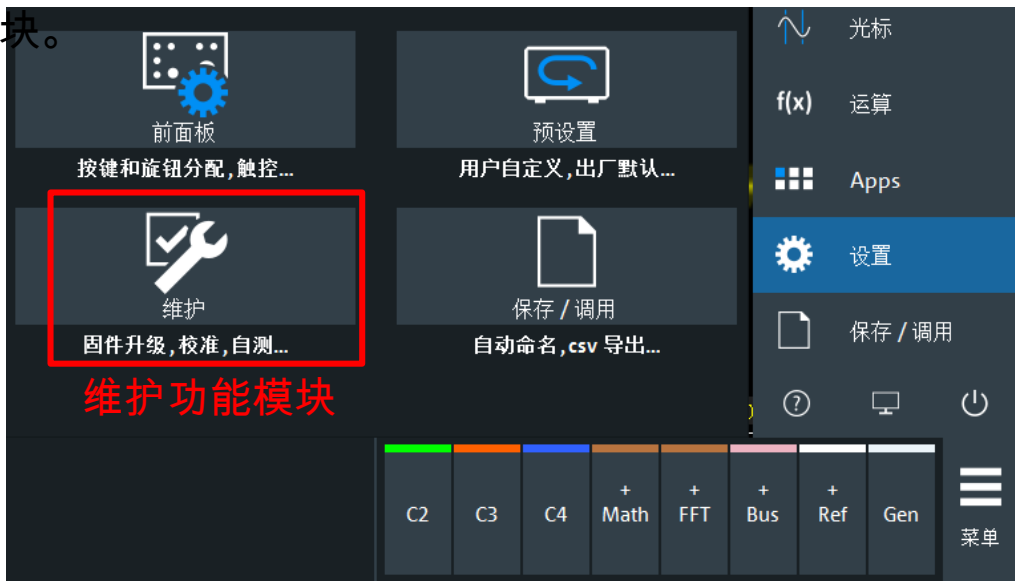 块。
前面板
按键和旋钮分配,触控...
预设置
用户自定义,出厂默认...
维护
固件升级,校准,自测...
保存 / 调用
自动命名,csv 导出...
维护功能模块
光标
f(x) 运算
Apps
设置
保存 / 调用
?
C2
C3
C4
+
Math
+
FFT
+
Bus
+
Ref
Gen
菜单